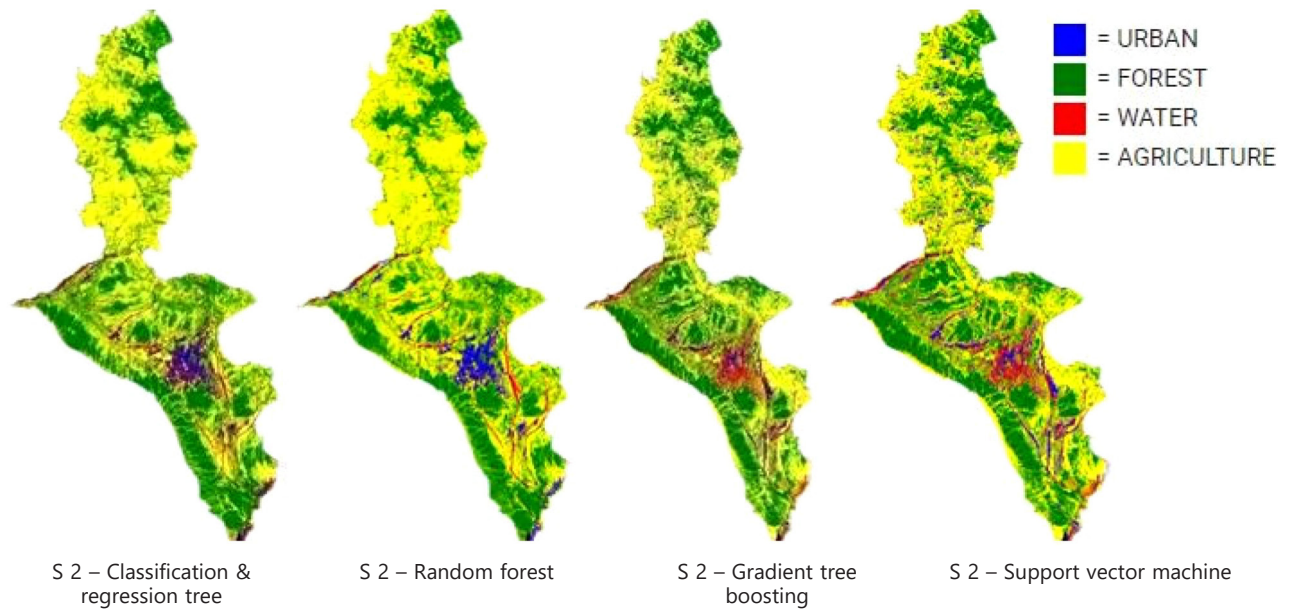 = URBAN
= FOREST
= WATER
= AGRICULTURE
S 2 – Classification &
regression tree
S 2 – Random forest
S 2 – Gradient tree
boosting
S 2 – Support vector machine